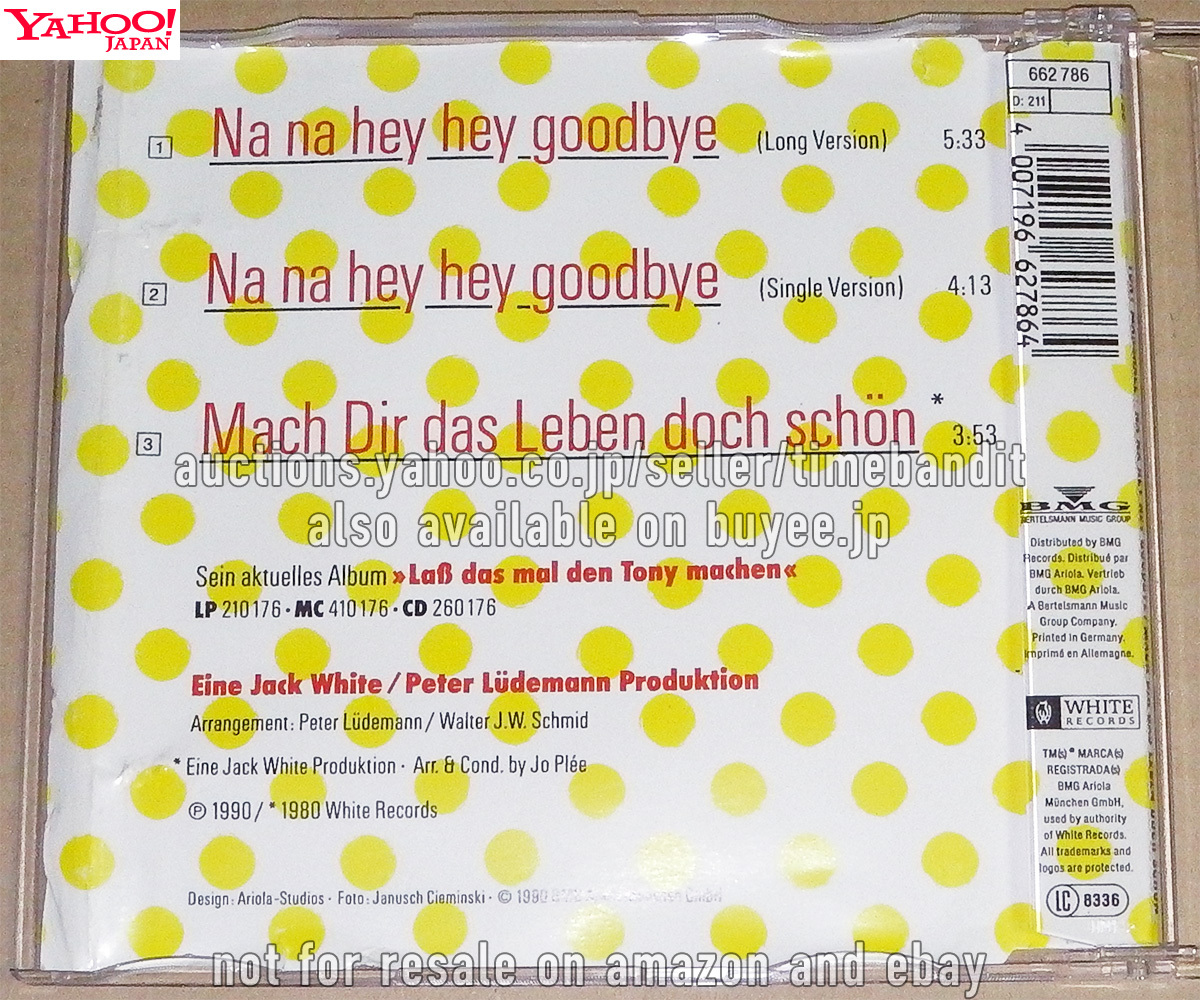 YAHOO!
JAPAN
1 Na na hey hey goodbye (Long Version) 5:33
2 Na na hey hey goodbye (Single Version) 4:13
3 Mach Dir das Leben doch schön * 3:53
auctions.yahoo.co.jp/seller/timebandit
also available on buyee.jp
Sein aktuelles Album »Laß das mal den Tony machen«
LP 210176 · MC 410176 · CD 260176
Eine Jack White / Peter Lüdemann Produktion
Arrangement: Peter Lüdemann / Walter J.W. Schmid
* Eine Jack White Produktion · Arr. & Cond. by Jo Plée
℗ 1990 / * 1980 White Records
Design: Ariola-Studios · Foto: Janusch Cieminski · © 1990
not for resale on amazon and ebay
662 786
D: 211
4 007196 627864
BMG
BERTELSMANN MUSIC GROUP
Distributed by BMG
Records. Distribué par
BMG Ariola. Vertrieb
durch BMG Ariola.
A Bertelsmann Music
Group Company.
Printed in Germany.
Imprimé en Allemagne.
WHITE
RECORDS
TM(s) ® MARCA(s)
REGISTRADA(s)
BMG Ariola
München GmbH,
used by authority
of White Records.
All trademarks and
logos are protected.
LC 8336